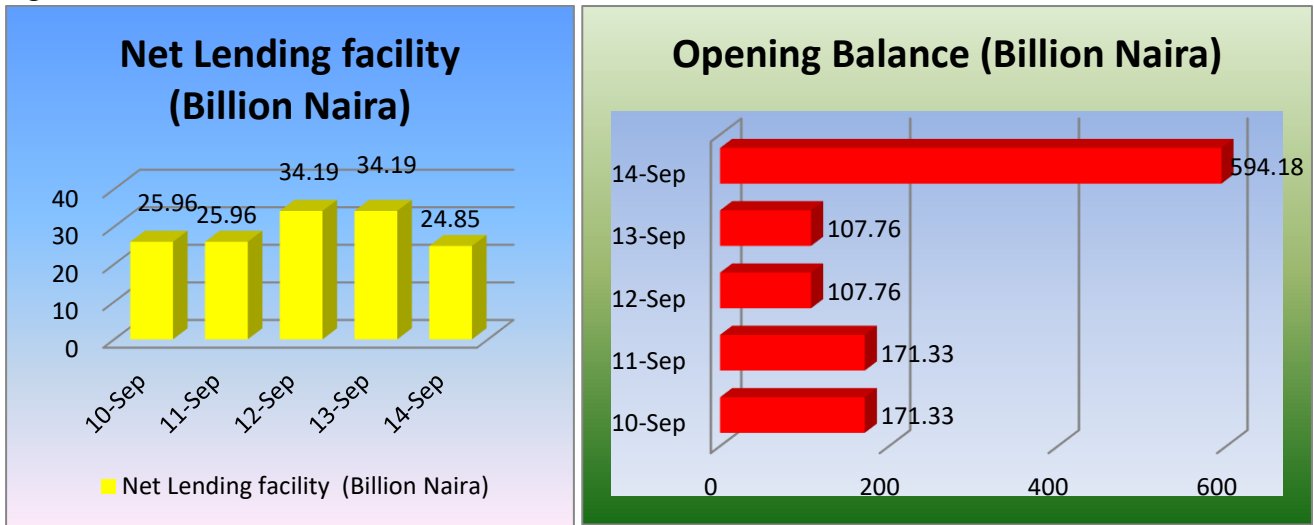 Net Lending facility
(Billion Naira)
40
30
20
10
0
25.96
25.96
34.19
34.19
24.85
10-Sep
11-Sep
12-Sep
13-Sep
14-Sep
Net Lending facility (Billion Naira)
Opening Balance (Billion Naira)
14-Sep
594.18
13-Sep
107.76
12-Sep
107.76
11-Sep
171.33
10-Sep
171.33
0
200
400
600